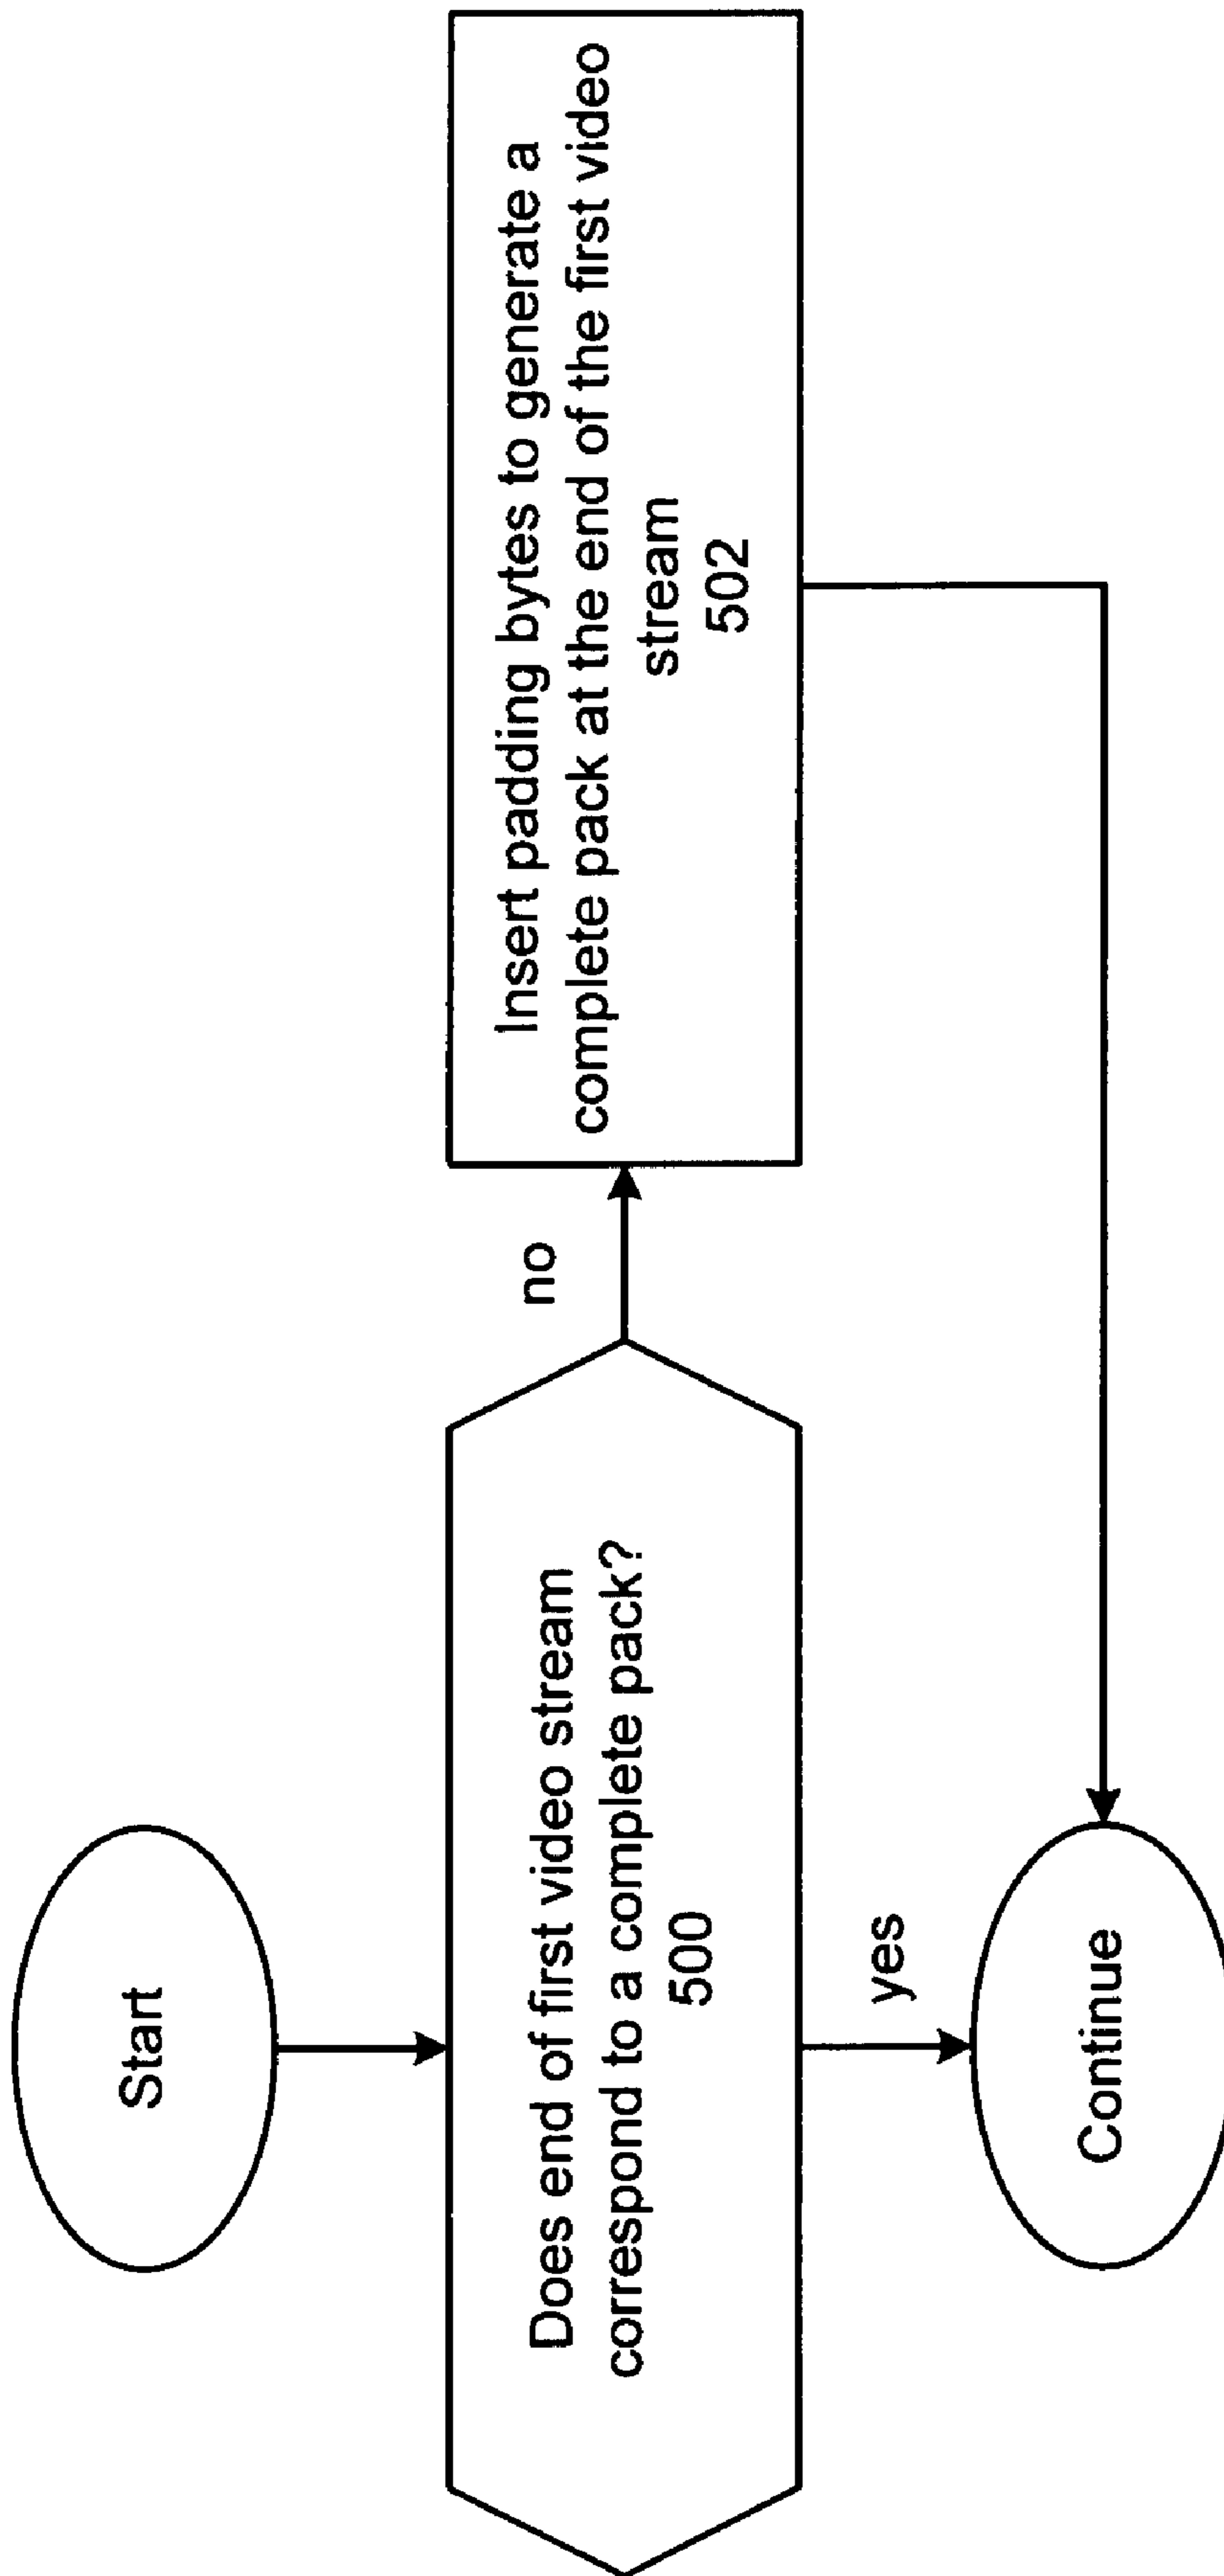 Start
Does end of first video stream
correspond to a complete pack?
500
no
Insert padding bytes to generate a
complete pack at the end of the first video
stream
502
yes
Continue